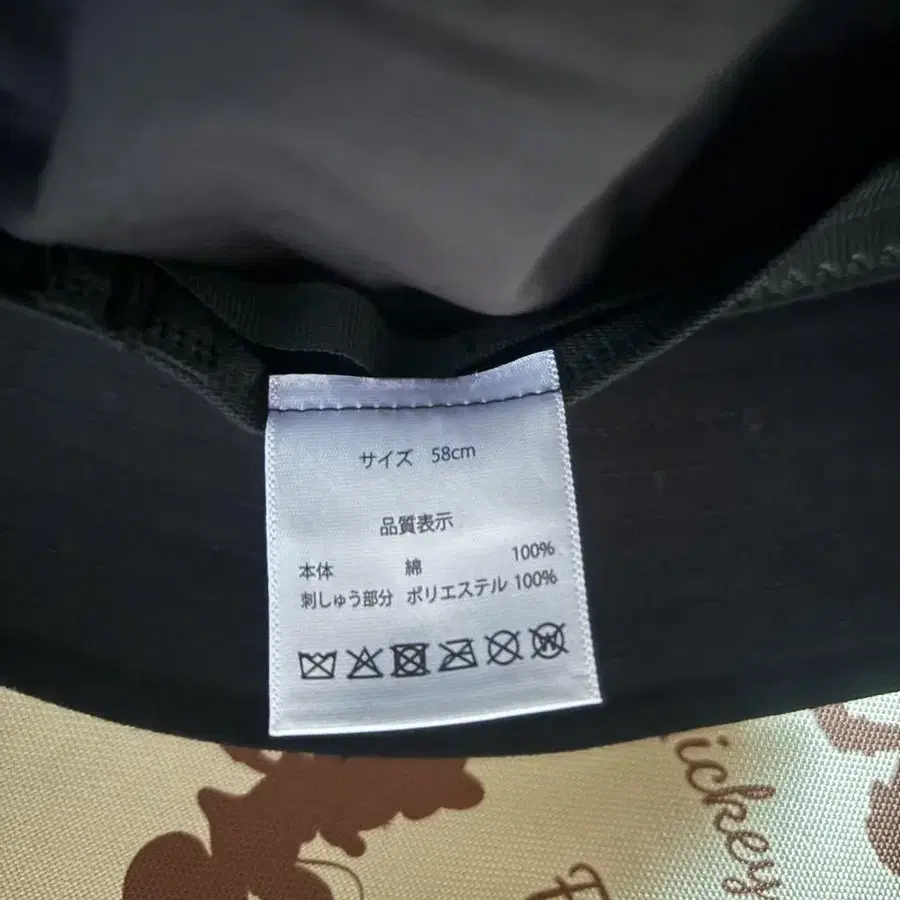 サイズ 58cm
品質表示
本体 綿 100%
刺しゅう部分 ポリエステル 100%
W
ickey